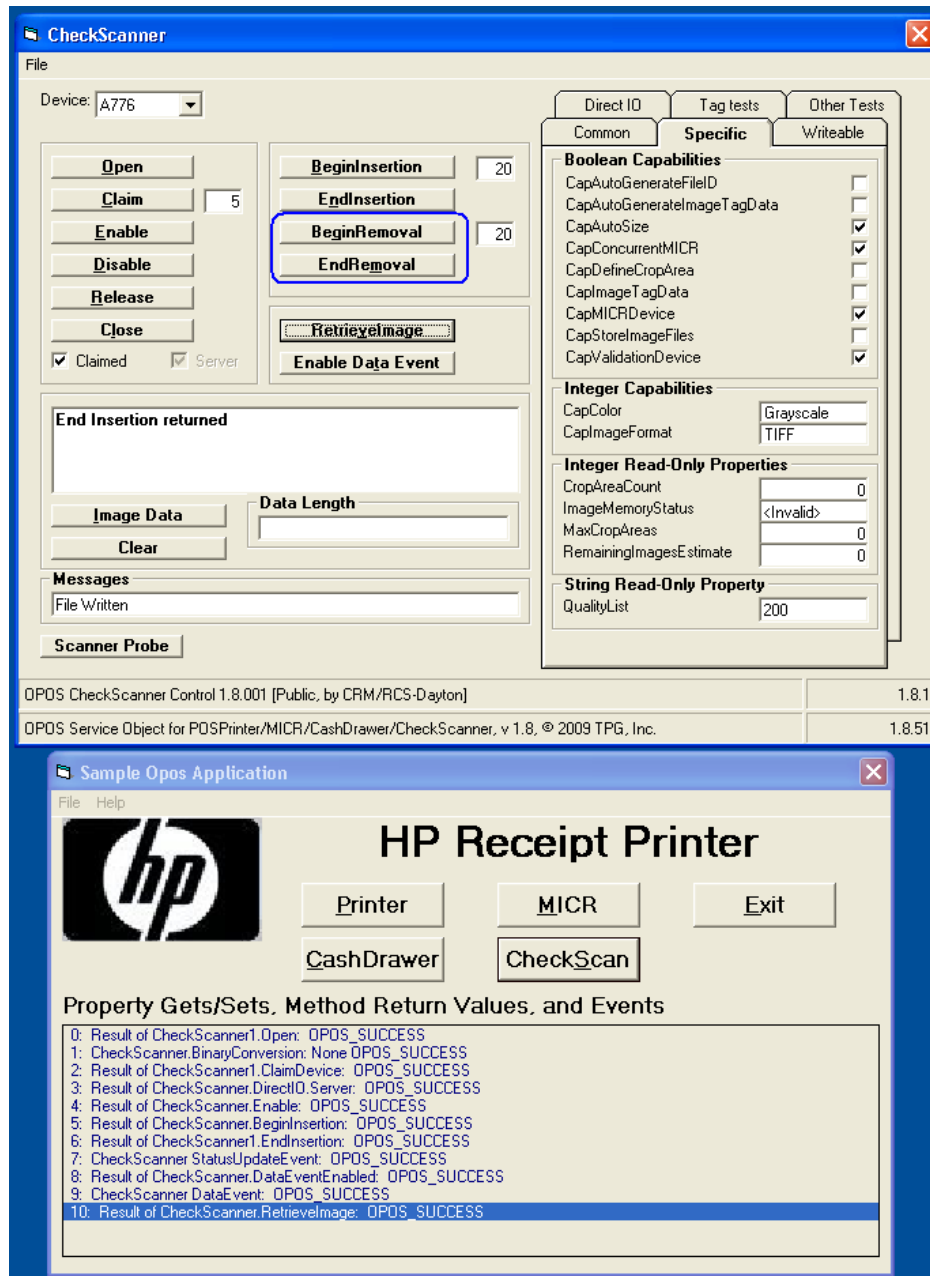 CheckScanner
File
Device: A776
Direct IO Tag tests Other Tests
Common Specific Writeable
Open
Claim 5
Enable
Disable
Release
Close
Claimed Server
BeginInsertion 20
EndInsertion
BeginRemoval 20
EndRemoval
RetrieveImage
Enable Data Event
Boolean Capabilities
CapAutoGenerateFileID
CapAutoGenerateImageTagData
CapAutoSize
CapConcurrentMICR
CapDefineCropArea
CapImageTagData
CapMICRDevice
CapStoreImageFiles
CapValidationDevice
Integer Capabilities
CapColor Grayscale
CapImageFormat TIFF
Integer Read-Only Properties
CropAreaCount 0
ImageMemoryStatus <Invalid>
MaxCropAreas 0
RemainingImagesEstimate 0
String Read-Only Property
QualityList 200
End Insertion returned
Image Data
Clear
Data Length
Messages
File Written
Scanner Probe
OPOS CheckScanner Control 1.8.001 [Public, by CRM/RCS-Dayton] 1.8.1
OPOS Service Object for POSPrinter/MICR/CashDrawer/CheckScanner, v 1.8, © 2009 TPG, Inc. 1.8.51
Sample Opos Application
File Help
hp
HP Receipt Printer
Printer MICR Exit
CashDrawer CheckScan
Property Gets/Sets, Method Return Values, and Events
0: Result of CheckScanner1.Open: OPOS_SUCCESS
1: CheckScanner.BinaryConversion: None OPOS_SUCCESS
2: Result of CheckScanner1.ClaimDevice: OPOS_SUCCESS
3: Result of CheckScanner.DirectIO.Server: OPOS_SUCCESS
4: Result of CheckScanner.Enable: OPOS_SUCCESS
5: Result of CheckScanner.BeginInsertion: OPOS_SUCCESS
6: Result of CheckScanner1.EndInsertion: OPOS_SUCCESS
7: CheckScanner StatusUpdateEvent: OPOS_SUCCESS
8: Result of CheckScanner.DataEventEnabled: OPOS_SUCCESS
9: CheckScanner DataEvent: OPOS_SUCCESS
10: Result of CheckScanner.RetrieveImage: OPOS_SUCCESS